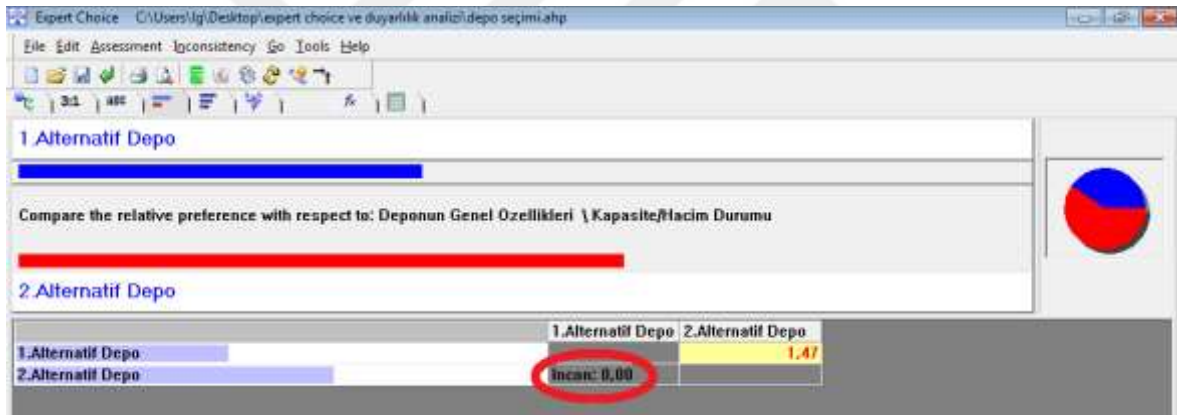 Expert Choice C:\Users\lg\Desktop\expert choice ve duyarlılık analizi\depo seçimi.ahp
File Edit Assessment Inconsistency Go Tools Help
3:1 ABC
1.Alternatif Depo
Compare the relative preference with respect to: Deponun Genel Ozellikleri \ Kapasite/Hacim Durumu
2.Alternatif Depo
1.Alternatif Depo 2.Alternatif Depo
1.Alternatif Depo 1,47
2.Alternatif Depo Incon: 0,00